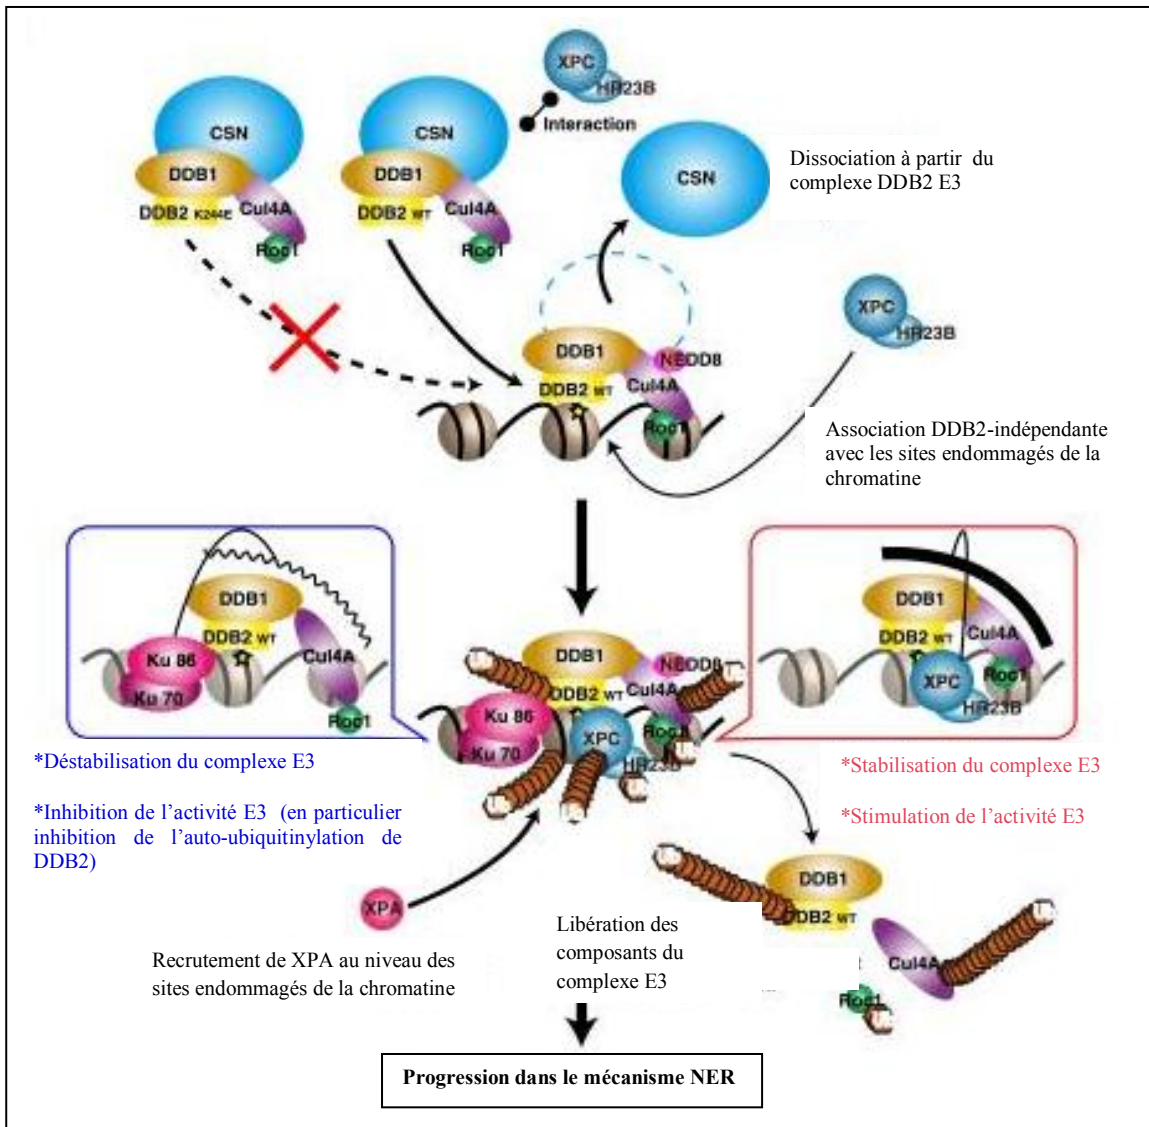 XPC
HR23B
Interaction
CSN
DDB1
DDB2 K244E
Cul4A
Roc1
CSN
DDB1
DDB2 WT
Cul4A
Roc1
CSN
Dissociation à partir du
complexe DDB2 E3
XPC
HR23B
DDB1
NEDD8
DDB2 WT
Cul4A
Roc1
Association DDB2-indépendante
avec les sites endommagés de la
chromatine
DDB1
DDB2 WT
Ku 86
Ku 70
Cul4A
Roc1
DDB1
DDB2 WT
Cul4A
XPC
Roc1
HR23B
DDB1
NEDD8
DDB2 WT
Cul4A
Ku 86
Ku 70
XPC
Roc1
HR23B
*Déstabilisation du complexe E3
*Inhibition de l’activité E3 (en particulier
inhibition de l’auto-ubiquitinylation de
DDB2)
*Stabilisation du complexe E3
*Stimulation de l’activité E3
XPA
Recrutement de XPA au niveau des
sites endommagés de la chromatine
Libération des
composants du
complexe E3
DDB1
DDB2 WT
Cul4A
Roc1
Progression dans le mécanisme NER